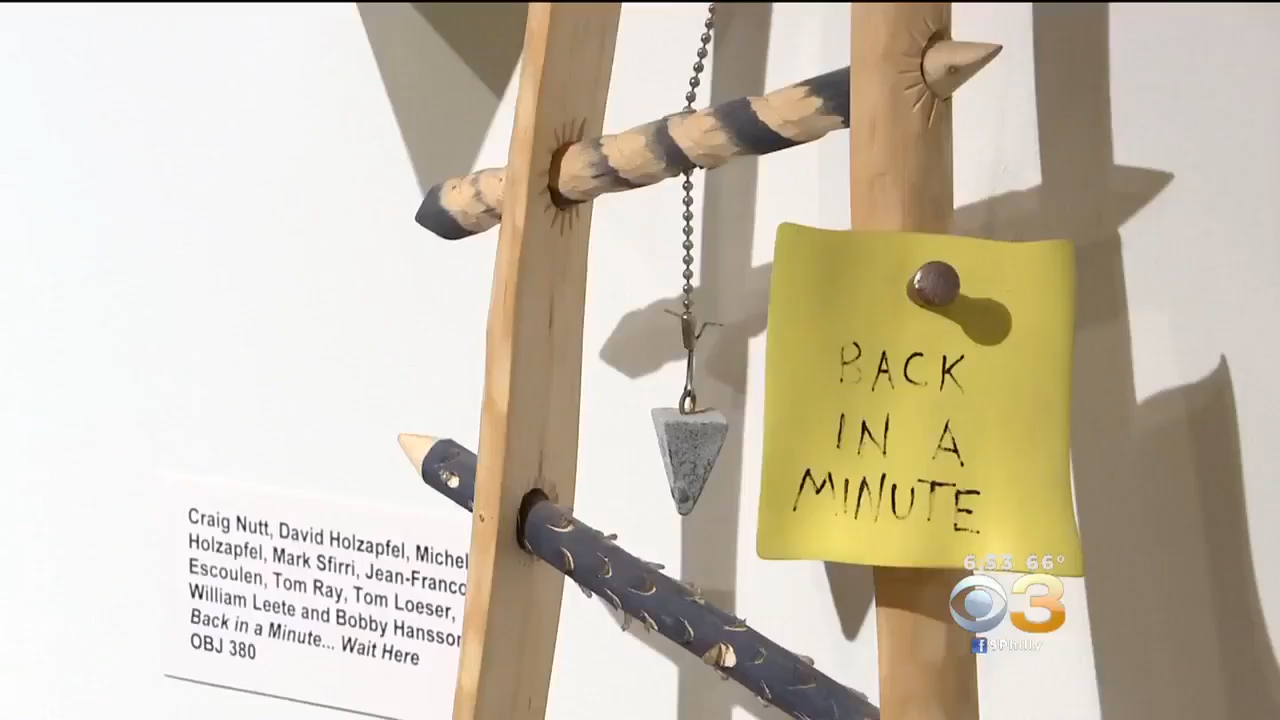 BACK
IN A
MINUTE
Craig Nutt, David Holzapfel, Michel
Holzapfel, Mark Sfirri, Jean-Franco
Escoulen, Tom Ray, Tom Loeser,
William Leete and Bobby Hansson
Back in a Minute... Wait Here
OBJ 380
6:53 66°
3
f 3Philly